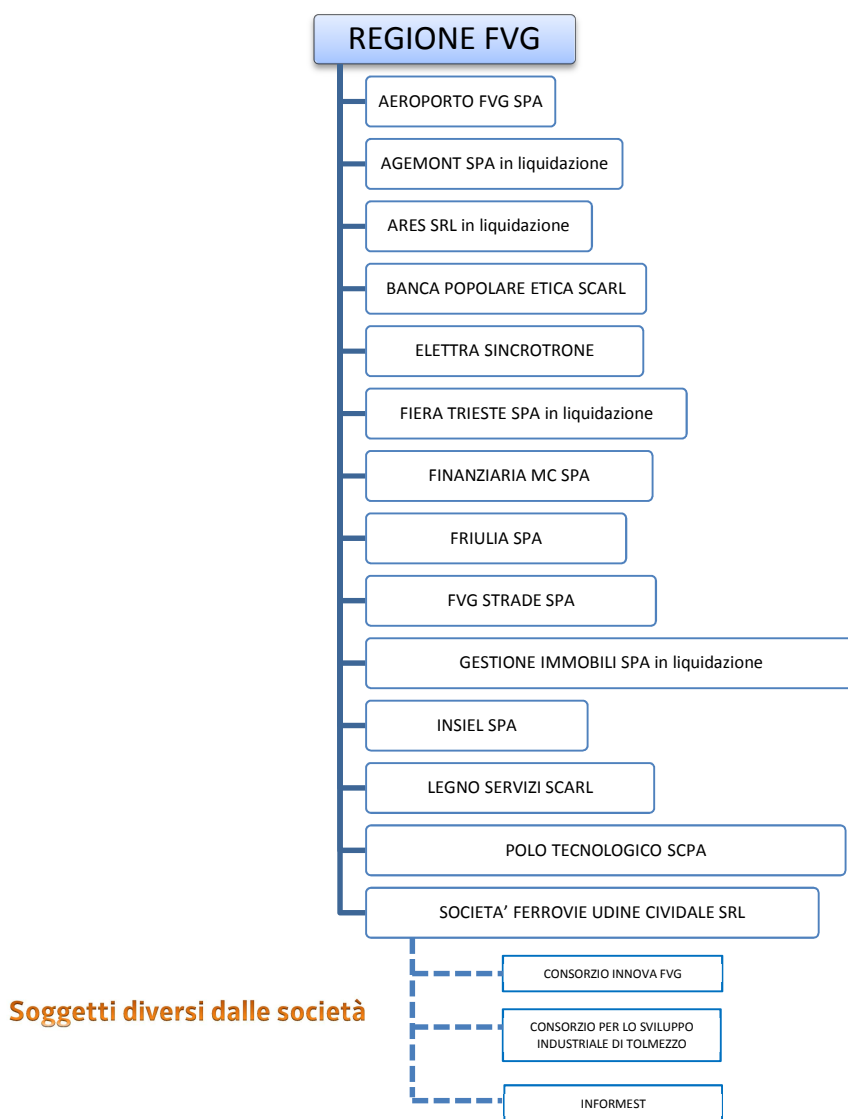 REGIONE FVG
AEROPORTO FVG SPA
AGEMONT SPA in liquidazione
ARES SRL in liquidazione
BANCA POPOLARE ETICA SCARL
ELETTRA SINCROTRONE
FIERA TRIESTE SPA in liquidazione
FINANZIARIA MC SPA
FRIULIA SPA
FVG STRADE SPA
GESTIONE IMMOBILI SPA in liquidazione
INSIEL SPA
LEGNO SERVIZI SCARL
POLO TECNOLOGICO SCPA
SOCIETA’ FERROVIE UDINE CIVIDALE SRL
CONSORZIO INNOVA FVG
Soggetti diversi dalle società
CONSORZIO PER LO SVILUPPO
INDUSTRIALE DI TOLMEZZO
INFORMEST